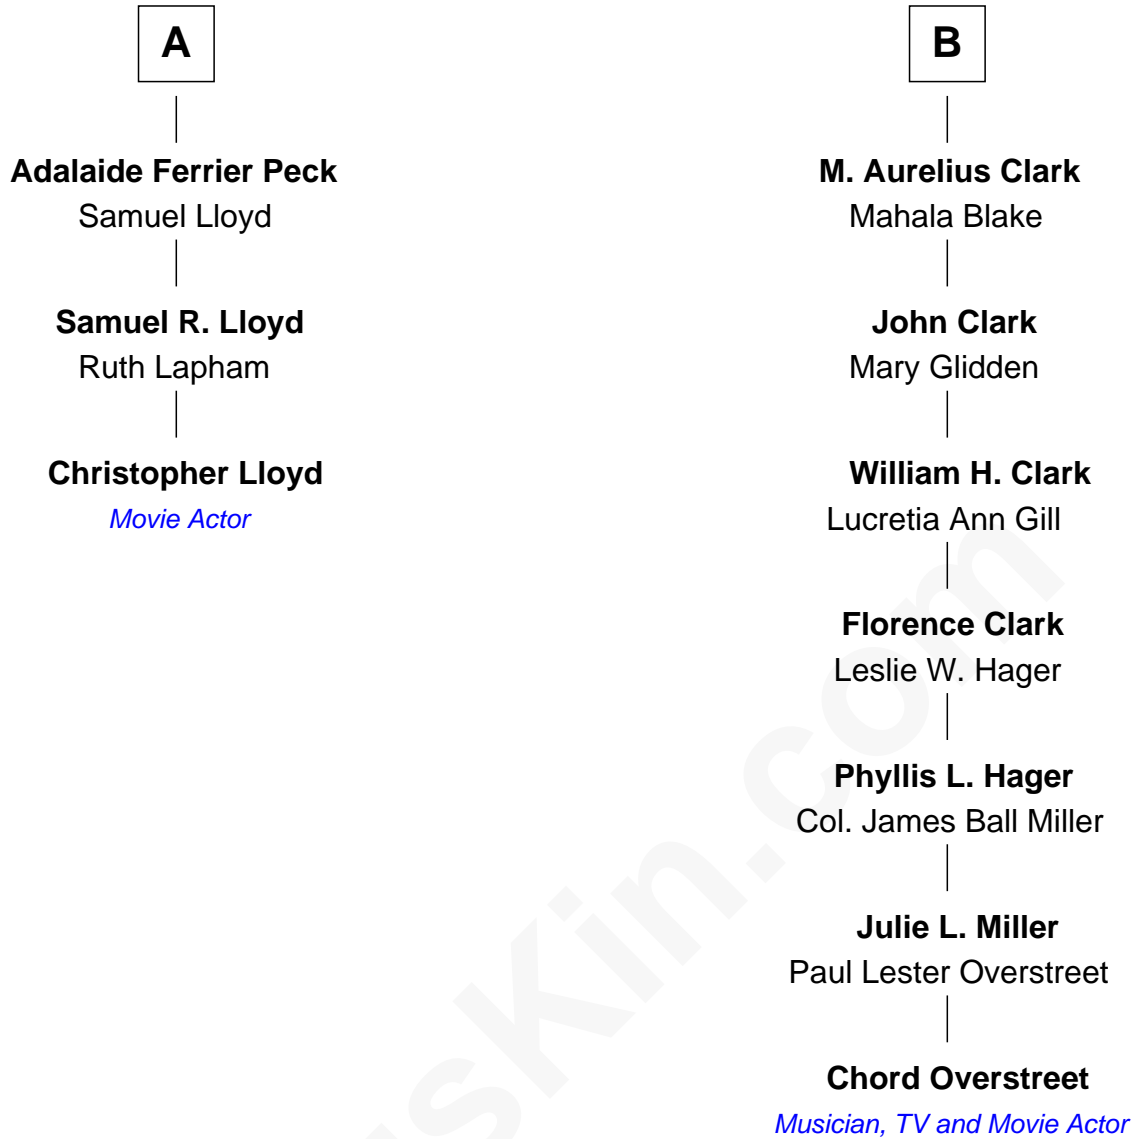 A
Adalaide Ferrier Peck
Samuel Lloyd
Samuel R. Lloyd
Ruth Lapham
Christopher Lloyd
Movie Actor
B
M. Aurelius Clark
Mahala Blake
John Clark
Mary Glidden
William H. Clark
Lucretia Ann Gill
Florence Clark
Leslie W. Hager
Phyllis L. Hager
Col. James Ball Miller
Julie L. Miller
Paul Lester Overstreet
Chord Overstreet
Musician, TV and Movie Actor
usKin.com